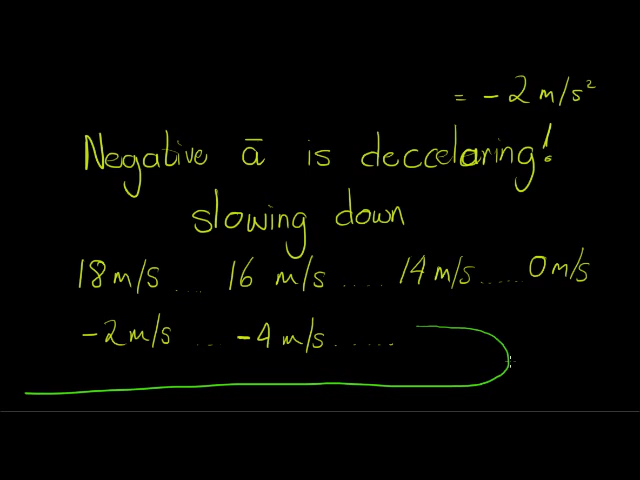 = - 2 m/s²
Negative ā is deccelaring!
slowing down
18 m/s .... 16 m/s ..... 14 m/s ...... 0 m/s
-2 m/s ... -4 m/s ......